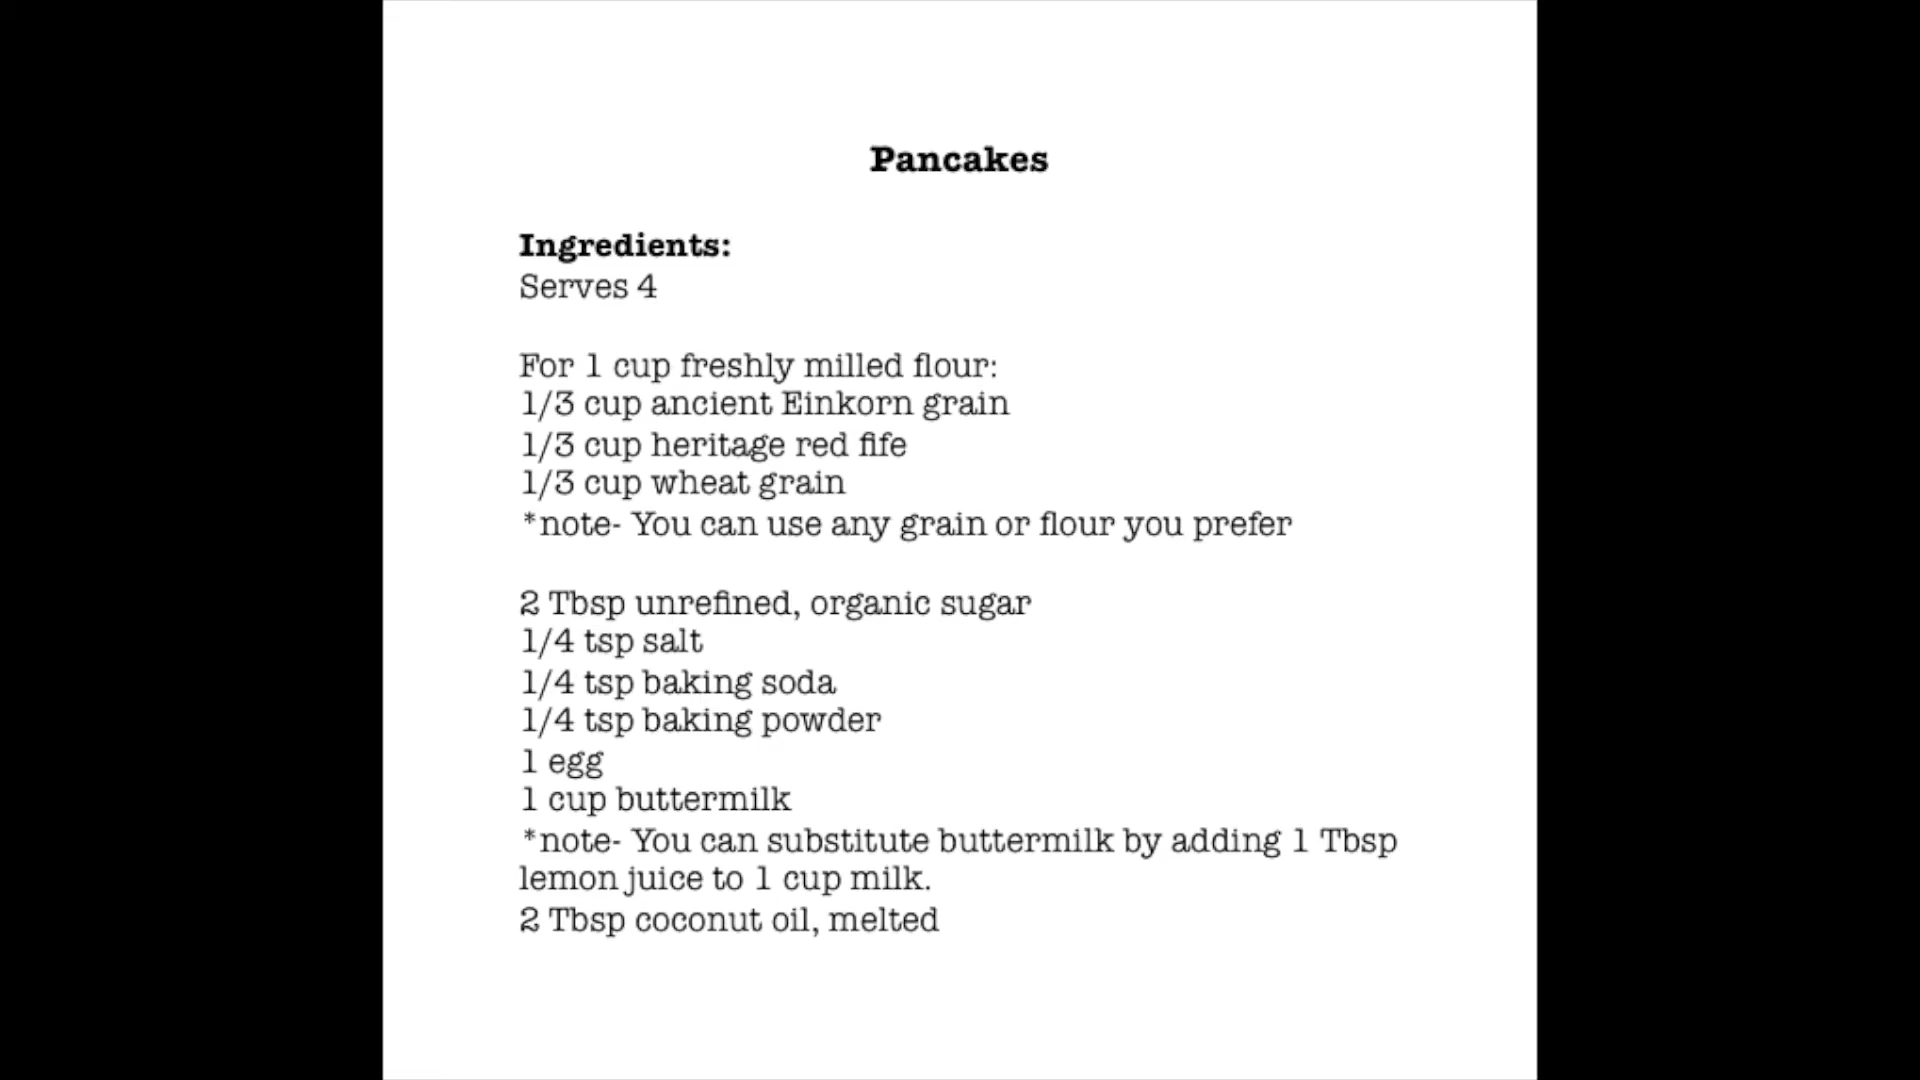 Pancakes
Ingredients:
Serves 4
For 1 cup freshly milled flour:
1/3 cup ancient Einkorn grain
1/3 cup heritage red fife
1/3 cup wheat grain
*note- You can use any grain or flour you prefer
2 Tbsp unrefined, organic sugar
1/4 tsp salt
1/4 tsp baking soda
1/4 tsp baking powder
1 egg
1 cup buttermilk
*note- You can substitute buttermilk by adding 1 Tbsp
lemon juice to 1 cup milk.
2 Tbsp coconut oil, melted